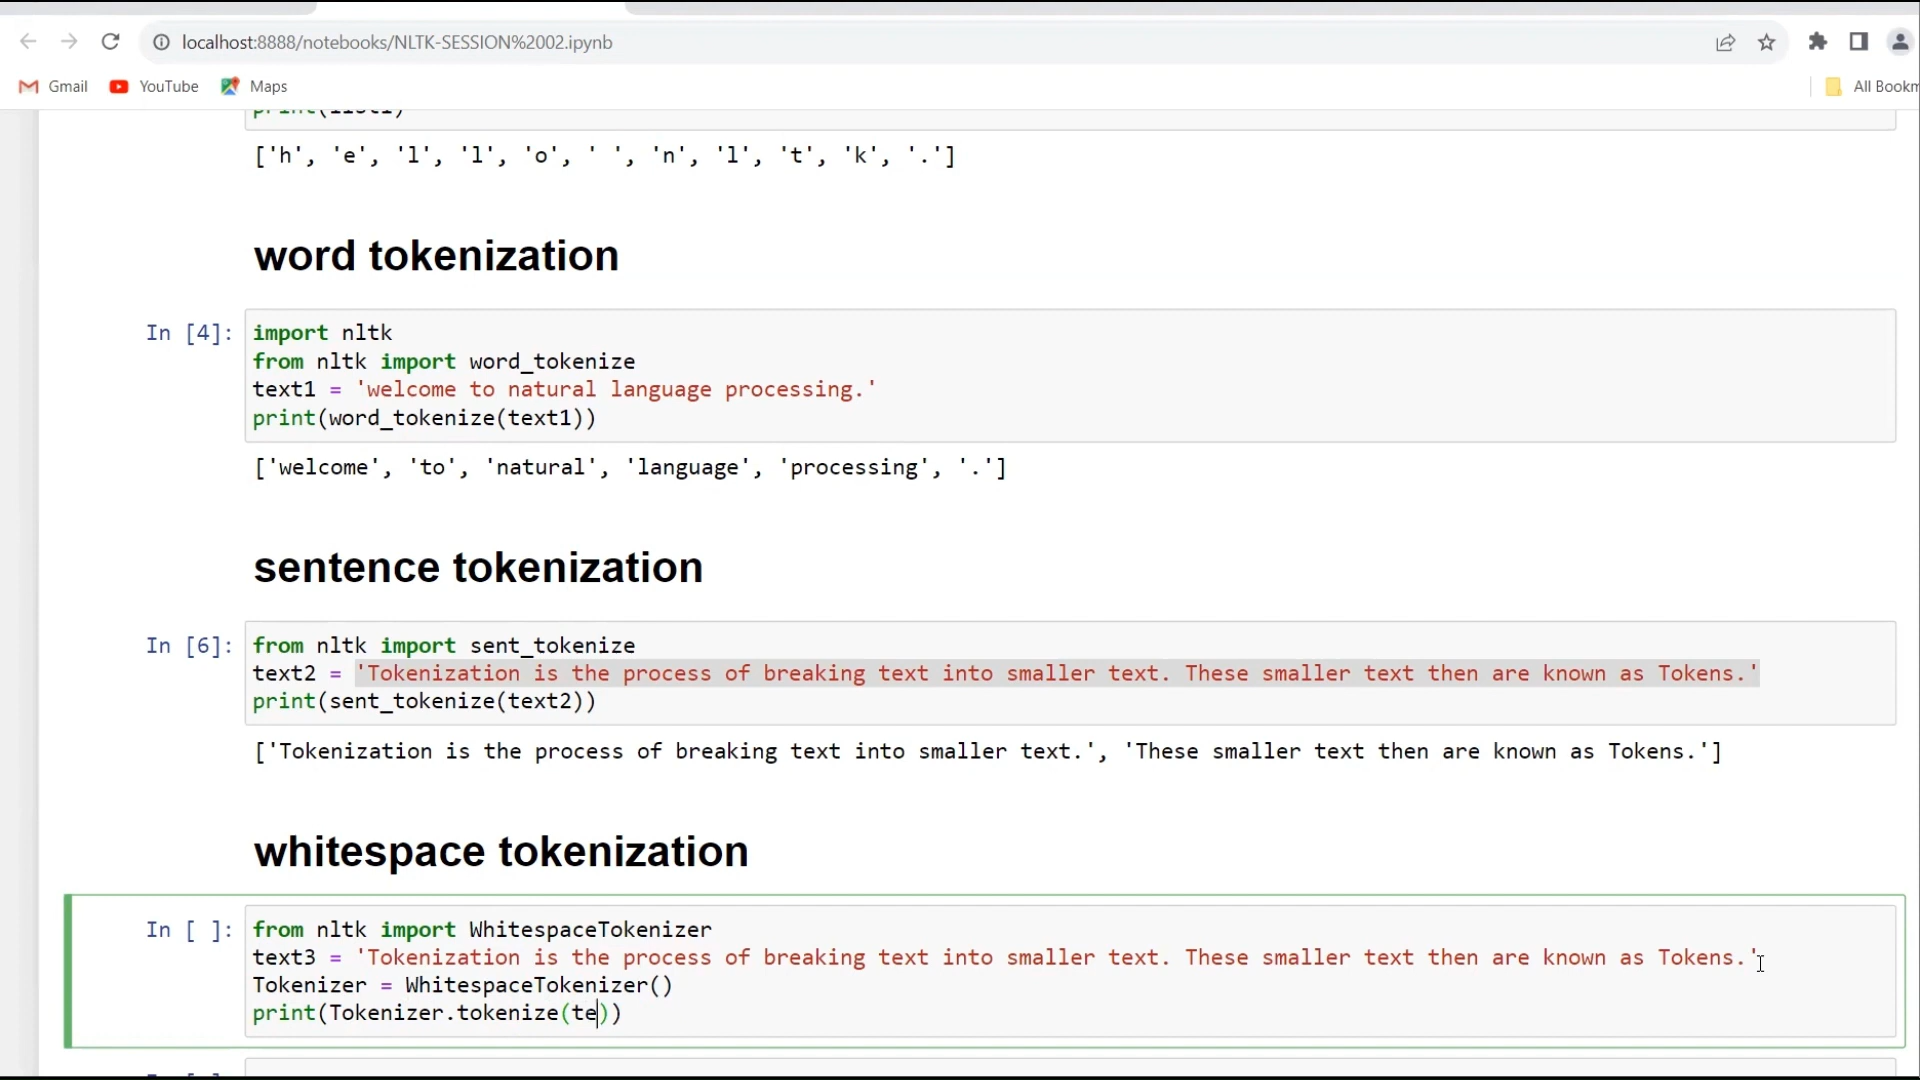 localhost:8888/notebooks/NLTK-SESSION%2002.ipynb
Gmail YouTube Maps All Bookm
print(list1)
['h', 'e', 'l', 'l', 'o', ' ', 'n', 'l', 't', 'k', '.']
word tokenization
In [4]: import nltk
from nltk import word_tokenize
text1 = 'welcome to natural language processing.'
print(word_tokenize(text1))
['welcome', 'to', 'natural', 'language', 'processing', '.']
sentence tokenization
In [6]: from nltk import sent_tokenize
text2 = 'Tokenization is the process of breaking text into smaller text. These smaller text then are known as Tokens.'
print(sent_tokenize(text2))
['Tokenization is the process of breaking text into smaller text.', 'These smaller text then are known as Tokens.']
whitespace tokenization
In [ ]: from nltk import WhitespaceTokenizer
text3 = 'Tokenization is the process of breaking text into smaller text. These smaller text then are known as Tokens.'
Tokenizer = WhitespaceTokenizer()
print(Tokenizer.tokenize(te))